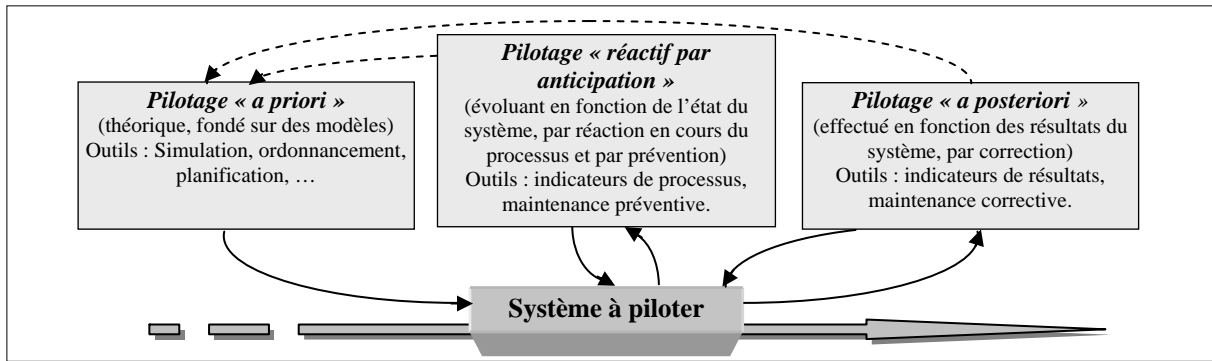 Pilotage « a priori »
(théorique, fondé sur des modèles)
Outils : Simulation, ordonnancement,
planification, …
Pilotage « réactif par
anticipation »
(évoluant en fonction de l’état du
système, par réaction en cours du
processus et par prévention)
Outils : indicateurs de processus,
maintenance préventive.
Pilotage « a posteriori »
(effectué en fonction des résultats du
système, par correction)
Outils : indicateurs de résultats,
maintenance corrective.
Système à piloter